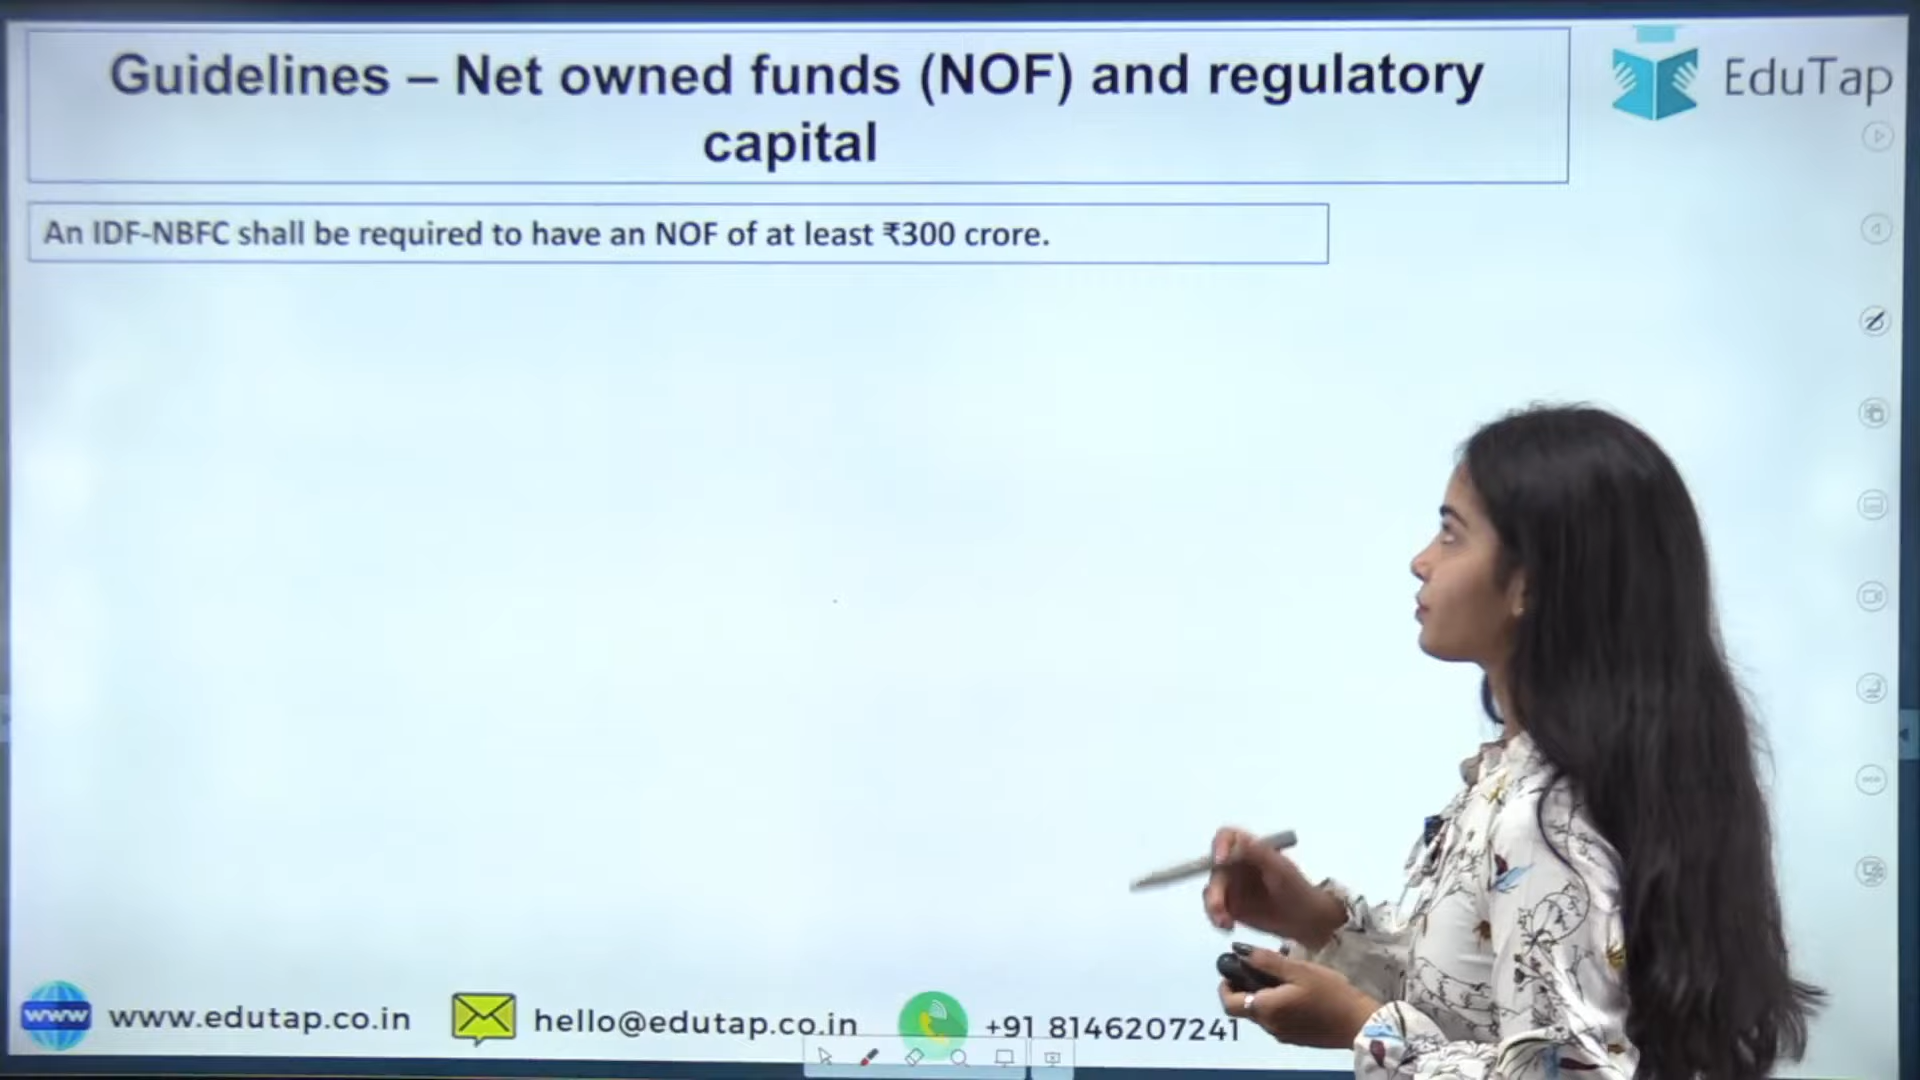 Guidelines – Net owned funds (NOF) and regulatory
capital
EduTap
An IDF-NBFC shall be required to have an NOF of at least ₹300 crore.
www
www.edutap.co.in
hello@edutap.co.in
+91 8146207241